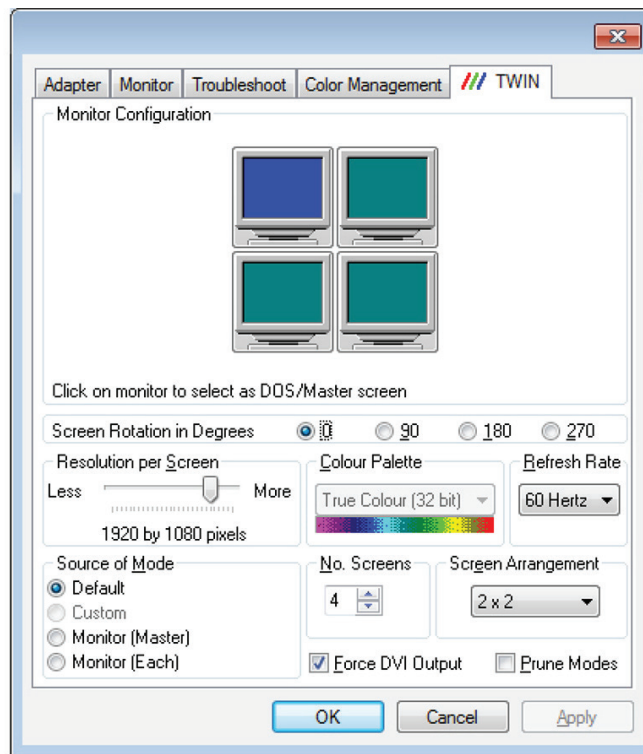 Adapter Monitor Troubleshoot Color Management TWIN
Monitor Configuration
Click on monitor to select as DOS/Master screen
Screen Rotation in Degrees 0 90 180 270
Resolution per Screen
Less More
1920 by 1080 pixels
Colour Palette
True Colour (32 bit)
Refresh Rate
60 Hertz
Source of Mode
Default
Custom
Monitor (Master)
Monitor (Each)
No. Screens
4
Screen Arrangement
2 x 2
Force DVI Output Prune Modes
OK Cancel Apply